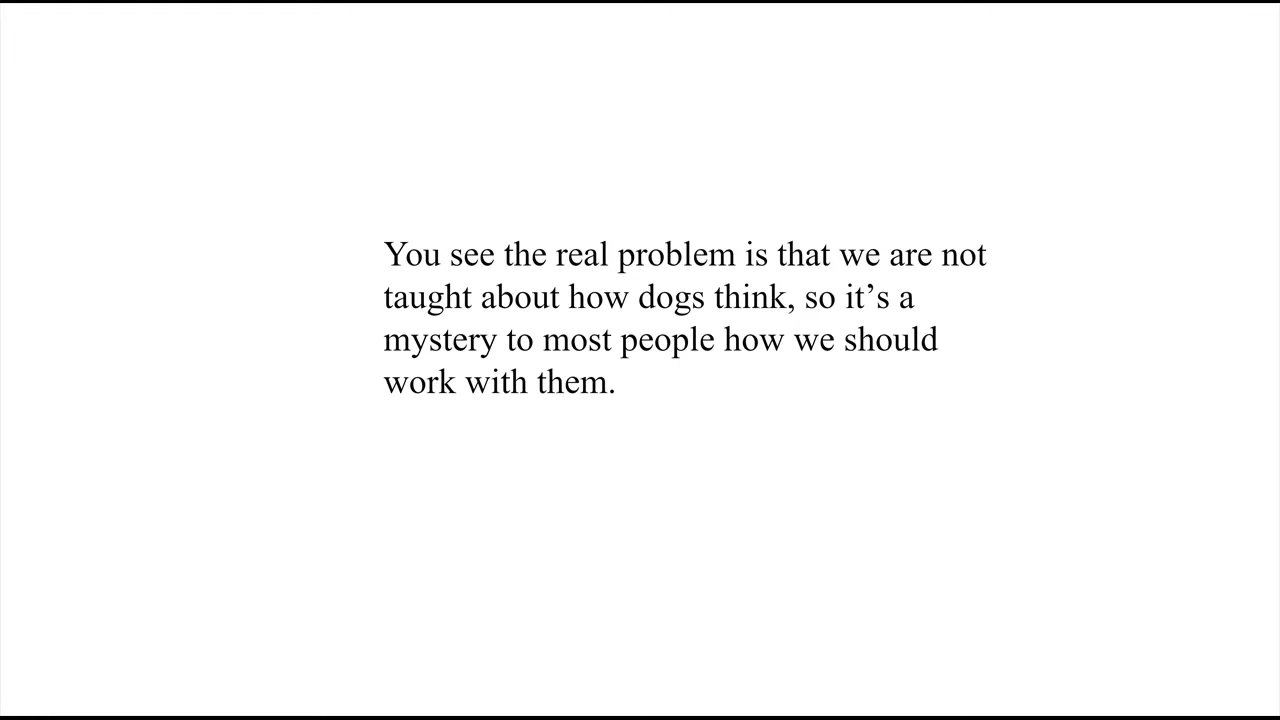 You see the real problem is that we are not
taught about how dogs think, so it’s a
mystery to most people how we should
work with them.